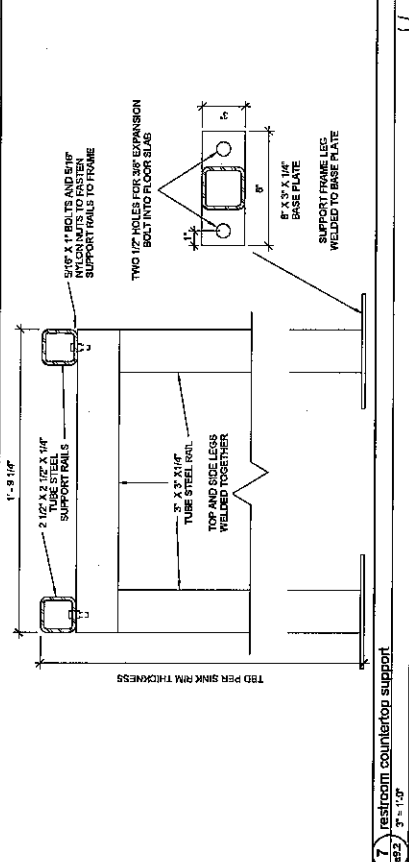 1' - 9 1/4"
2 1/2" X 2 1/2" X 1/4"
TUBE STEEL
SUPPORT RAILS
5/16" X 1" BOLTS AND 5/16"
NYLON NUTS TO FASTEN
SUPPORT RAILS TO FRAME
TWO 1/2" HOLES FOR 3/8" EXPANSION
BOLT INTO FLOOR SLAB
1"
3"
8"
8" X 3" X 1/4"
BASE PLATE
SUPPORT FRAME LEG
WELDED TO BASE PLATE
3" X 3" X 1/4"
TUBE STEEL RAIL
TOP AND SIDE LEGS
WELDED TOGETHER
TBD PER SINK RIM THICKNESS
7 restroom countertop support
a9.2 3" = 1'-0"